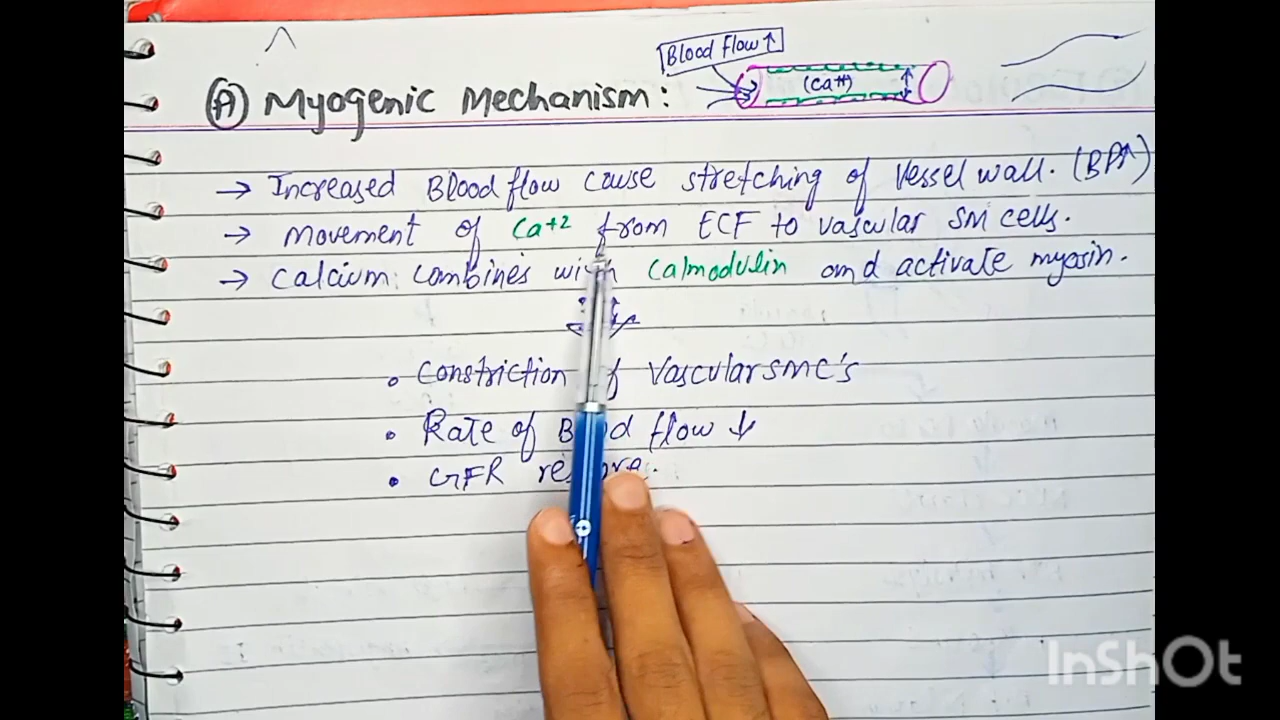 Blood flow ↑
(Ca++)
(A) Myogenic Mechanism:
→ Increased Blood flow cause stretching of Vessel wall. (BP↑)
→ Movement of Ca+2 from ECF to vascular SM cells.
→ Calcium combines with Calmodulin and activate myosin.
• Constriction of Vascular SMC's
• Rate of Blood flow ↓
• GFR restore.
InShOt